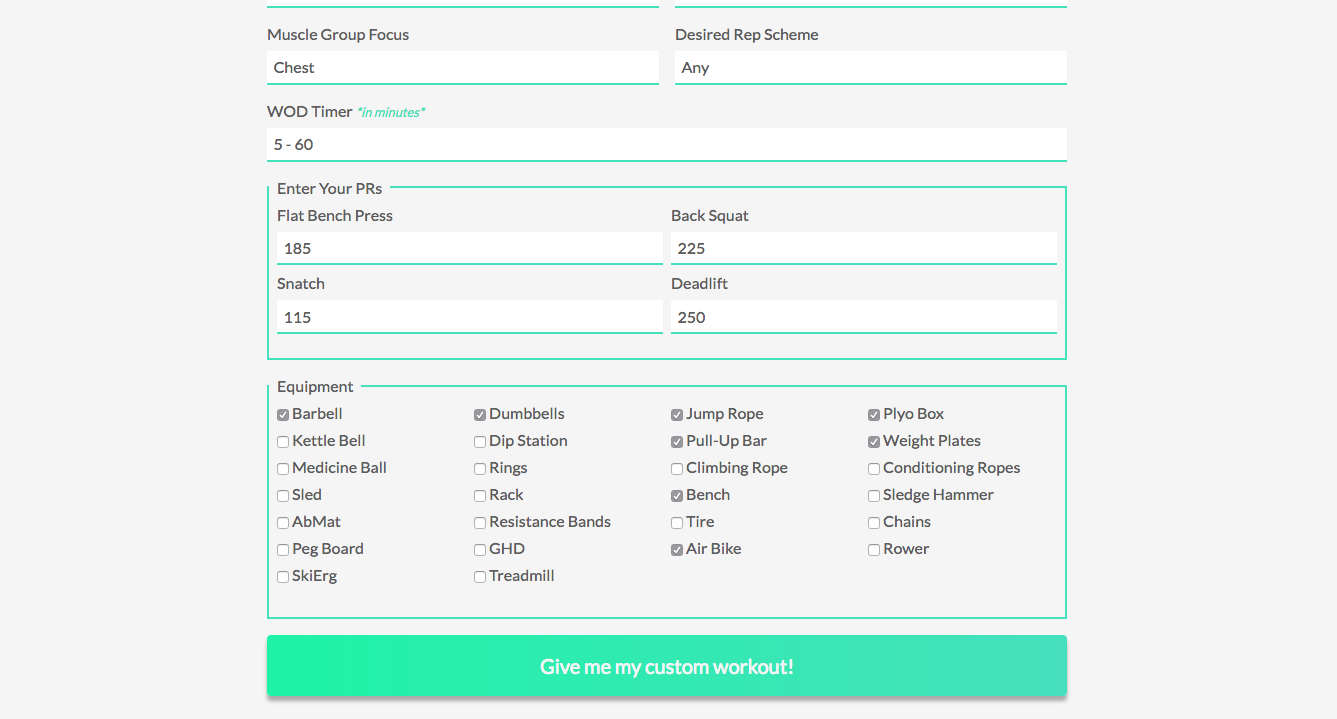 Muscle Group Focus Desired Rep Scheme
Chest Any
WOD Timer *in minutes*
5 - 60
Enter Your PRs
Flat Bench Press Back Squat
185 225
Snatch Deadlift
115 250
Equipment
Barbell Dumbbells Jump Rope Plyo Box
Kettle Bell Dip Station Pull-Up Bar Weight Plates
Medicine Ball Rings Climbing Rope Conditioning Ropes
Sled Rack Bench Sledge Hammer
AbMat Resistance Bands Tire Chains
Peg Board GHD Air Bike Rower
SkiErg Treadmill
Give me my custom workout!